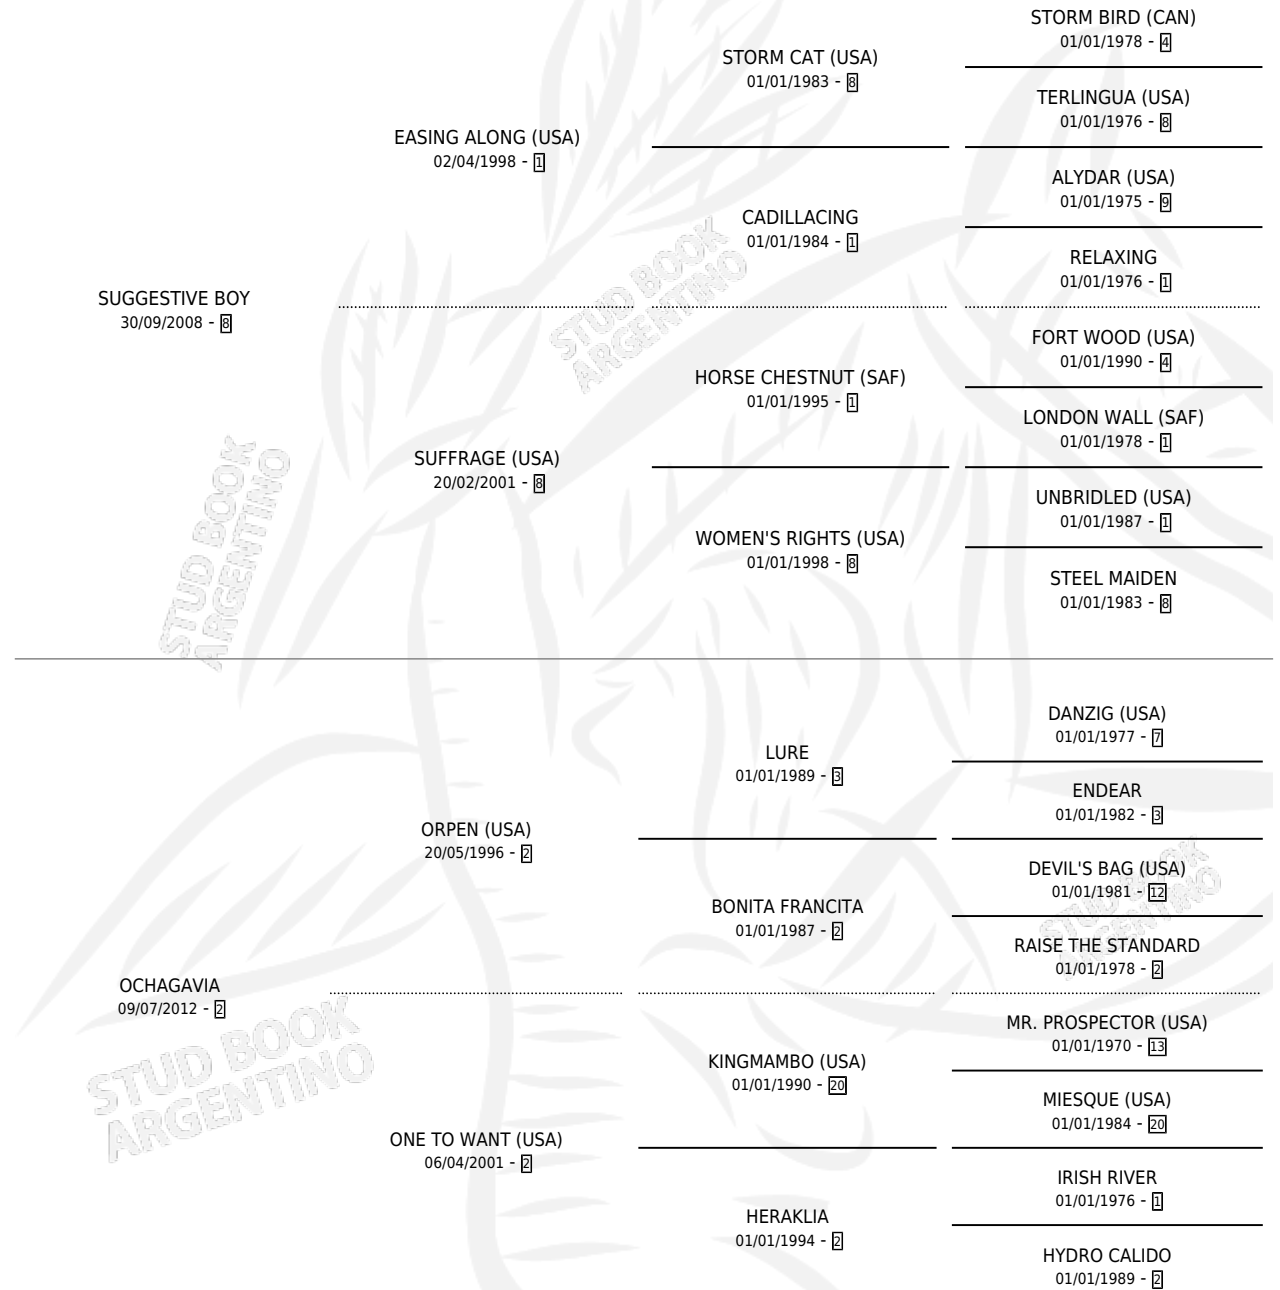 STORM BIRD (CAN)
01/01/1978 - 4
STORM CAT (USA)
01/01/1983 - 8
TERLINGUA (USA)
01/01/1976 - 8
EASING ALONG (USA)
02/04/1998 - 1
ALYDAR (USA)
01/01/1975 - 9
CADILLACING
01/01/1984 - 1
RELAXING
01/01/1976 - 1
SUGGESTIVE BOY
30/09/2008 - 8
FORT WOOD (USA)
01/01/1990 - 4
HORSE CHESTNUT (SAF)
01/01/1995 - 1
LONDON WALL (SAF)
01/01/1978 - 1
SUFFRAGE (USA)
20/02/2001 - 8
UNBRIDLED (USA)
01/01/1987 - 1
WOMEN'S RIGHTS (USA)
01/01/1998 - 8
STEEL MAIDEN
01/01/1983 - 8
STUD BOOK
ARGENTINO
STUD BOOK
ARGENTINO
DANZIG (USA)
01/01/1977 - 7
LURE
01/01/1989 - 3
ENDEAR
01/01/1982 - 3
ORPEN (USA)
20/05/1996 - 2
DEVIL'S BAG (USA)
01/01/1981 - 12
BONITA FRANCITA
01/01/1987 - 2
RAISE THE STANDARD
01/01/1978 - 2
OCHAGAVIA
09/07/2012 - 2
MR. PROSPECTOR (USA)
01/01/1970 - 13
KINGMAMBO (USA)
01/01/1990 - 20
MIESQUE (USA)
01/01/1984 - 20
ONE TO WANT (USA)
06/04/2001 - 2
IRISH RIVER
01/01/1976 - 1
HERAKLIA
01/01/1994 - 2
HYDRO CALIDO
01/01/1989 - 2
STUD BOOK
ARGENTINO
STUD BOOK
ARGENTINO